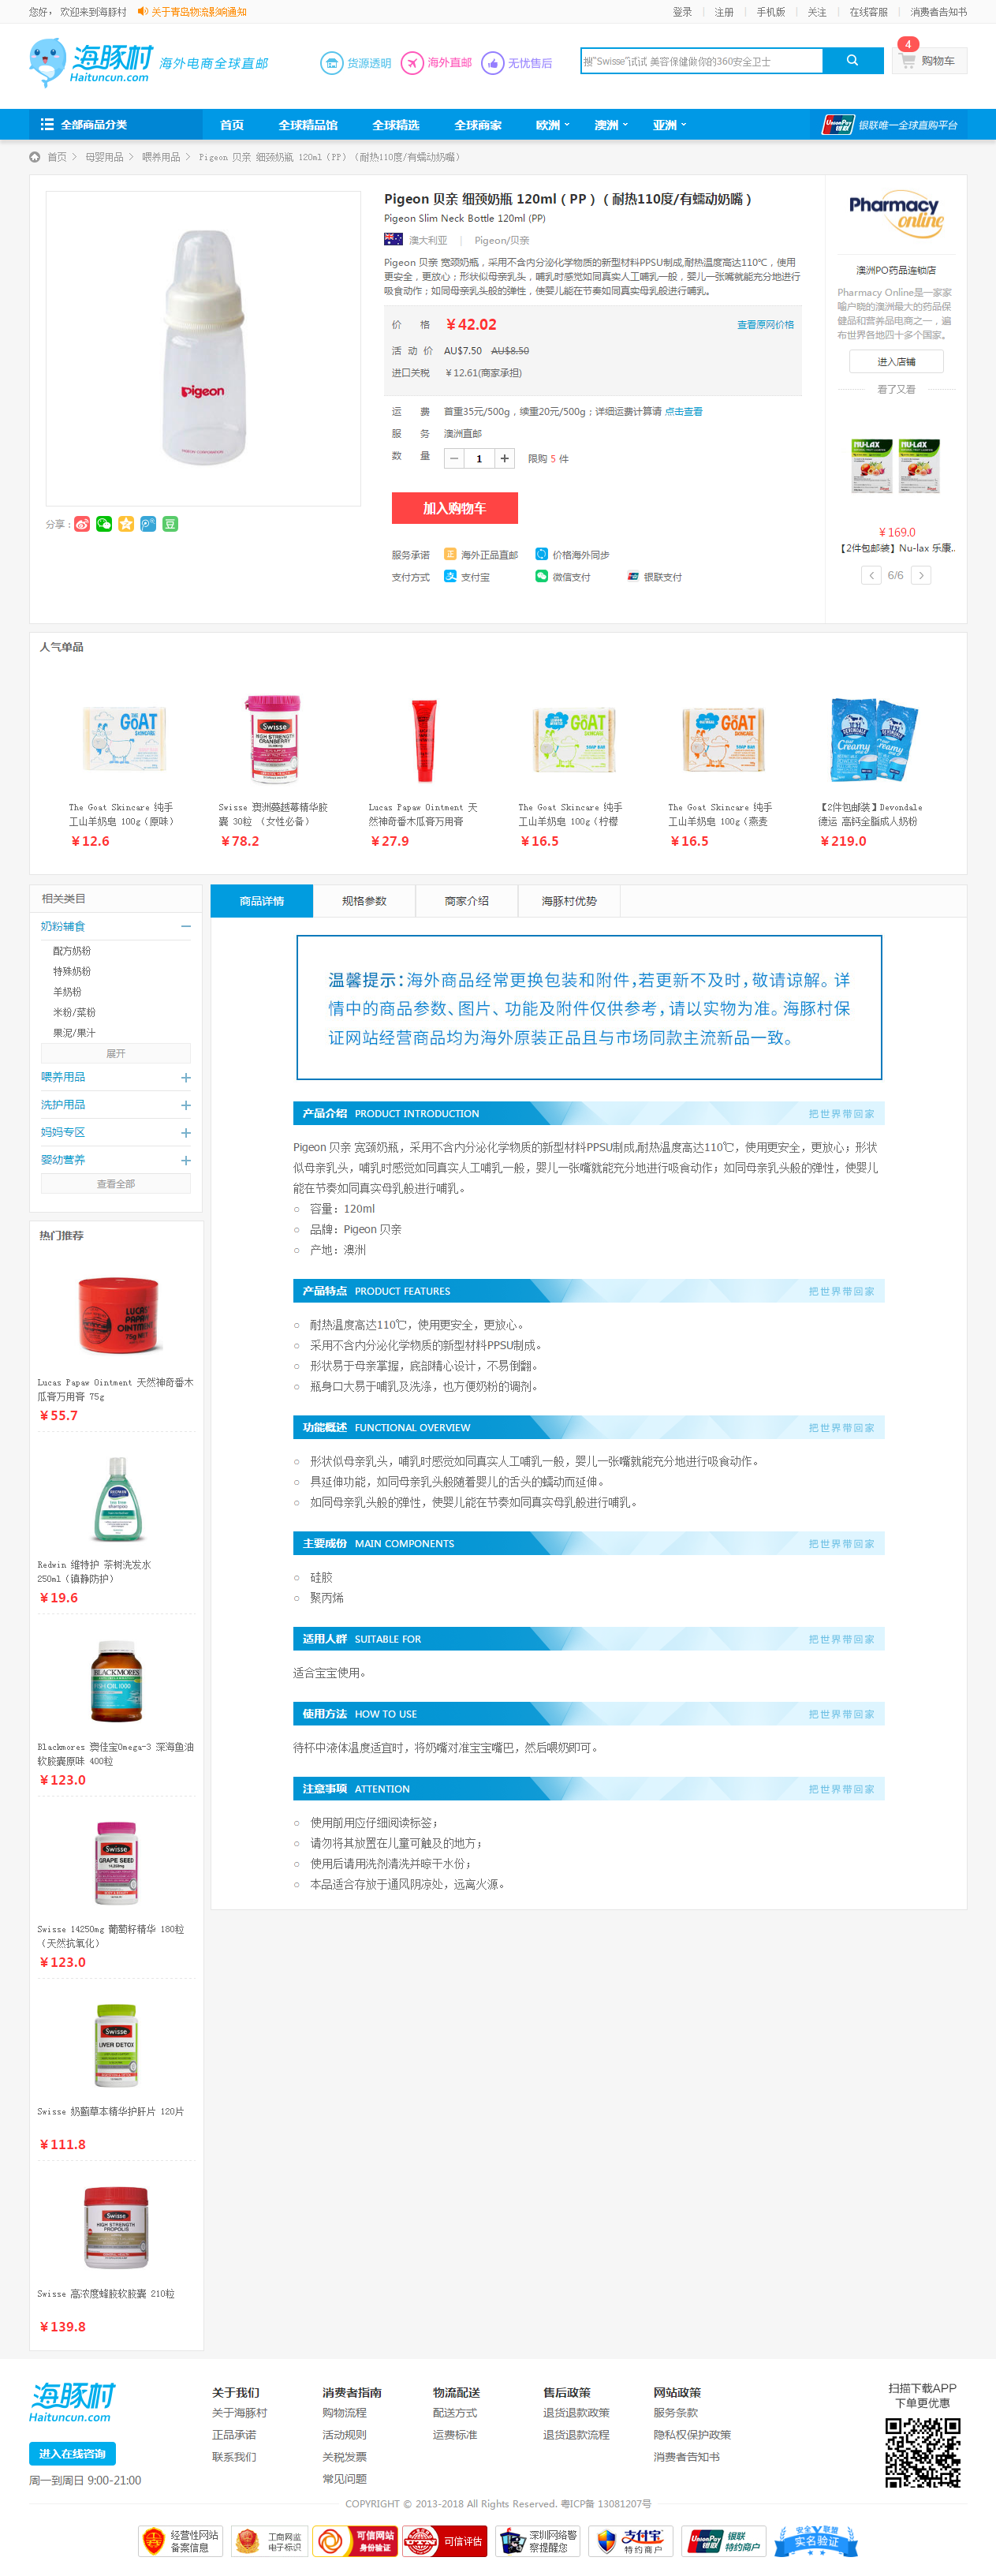 您好， 欢迎来到海豚村 关于青岛物流影响通知
登录 注册 手机版 关注 在线客服 消费者告知书
海豚村
Haituncun.com
海外电商全球直邮
货源透明 海外直邮 无忧售后
搜"Swisse"试试 美容保健做你的360安全卫士
4
购物车
全部商品分类 首页 全球精品馆 全球精选 全球商家 欧洲 澳洲 亚洲
UnionPay 银联 银联唯一全球直购平台
首页 > 母婴用品 > 喂养用品 > Pigeon 贝亲 细颈奶瓶 120ml（PP）（耐热110度/有蠕动奶嘴）
Pigeon
PIGEON CORPORATION
分享：
Pigeon 贝亲 细颈奶瓶 120ml（PP）（耐热110度/有蠕动奶嘴）
Pigeon Slim Neck Bottle 120ml (PP)
澳大利亚 | Pigeon/贝亲
Pigeon 贝亲 宽颈奶瓶，采用不含内分泌化学物质的新型材料PPSU制成,耐热温度高达110℃，使用
更安全，更放心；形状似母亲乳头，哺乳时感觉如同真实人工哺乳一般，婴儿一张嘴就能充分地进行
吸食动作；如同母亲乳头般的弹性，使婴儿能在节奏如同真实母乳般进行哺乳。
价 格 ￥42.02 查看原网价格
活 动 价 AU$7.50 AU$8.50
进口关税 ￥12.61(商家承担)
运 费 首重35元/500g，续重20元/500g；详细运费计算请 点击查看
服 务 澳洲直邮
数 量 － 1 + 限购 5 件
加入购物车
服务承诺 正 海外正品直邮 价格海外同步
支付方式 支付宝 微信支付 银联支付
Pharmacy
online
澳洲PO药品连锁店
Pharmacy Online是一家家
喻户晓的澳洲最大的药品保
健品和营养品电商之一，遍
布世界各地四十多个国家。
进入店铺
看了又看
NU-LAX NU-LAX
￥169.0
【2件包邮装】Nu-lax 乐康..
< 6/6 >
人气单品
The Goat Skincare 纯手
工山羊奶皂 100g（原味）
￥12.6
Swisse 澳洲蔓越莓精华胶
囊 30粒 （女性必备）
￥78.2
Lucas Papaw Ointment 天
然神奇番木瓜膏万用膏
￥27.9
The Goat Skincare 纯手
工山羊奶皂 100g（柠檬
￥16.5
The Goat Skincare 纯手
工山羊奶皂 100g（燕麦
￥16.5
【2件包邮装】Devondale
德运 高钙全脂成人奶粉
￥219.0
相关类目
奶粉辅食
配方奶粉
特殊奶粉
羊奶粉
米粉/菜粉
果泥/果汁
展开
喂养用品
洗护用品
妈妈专区
婴幼营养
查看全部
热门推荐
LUCAS
PAPAW
OINTMENT
75g NET
Lucas Papaw Ointment 天然神奇番木
瓜膏万用膏 75g
￥55.7
Redwin 维特护 茶树洗发水
250ml（镇静防护）
￥19.6
BLACKMORES
FISH OIL 1000
Blackmores 澳佳宝Omega-3 深海鱼油
软胶囊原味 400粒
￥123.0
Swisse
GRAPE SEED
Swisse 14250mg 葡萄籽精华 180粒
（天然抗氧化）
￥123.0
Swisse
LIVER DETOX
Swisse 奶蓟草本精华护肝片 120片
￥111.8
Swisse
HIGH STRENGTH
PROPOLIS
Swisse 高浓度蜂胶软胶囊 210粒
￥139.8
商品详情 规格参数 商家介绍 海豚村优势
温馨提示：海外商品经常更换包装和附件，若更新不及时，敬请谅解。详
情中的商品参数、图片、功能及附件仅供参考，请以实物为准。海豚村保
证网站经营商品均为海外原装正品且与市场同款主流新品一致。
产品介绍 PRODUCT INTRODUCTION 把世界带回家
Pigeon 贝亲 宽颈奶瓶，采用不含内分泌化学物质的新型材料PPSU制成,耐热温度高达110℃，使用更安全，更放心；形状
似母亲乳头，哺乳时感觉如同真实人工哺乳一般，婴儿一张嘴就能充分地进行吸食动作；如同母亲乳头般的弹性，使婴儿
能在节奏如同真实母乳般进行哺乳。
○ 容量：120ml
○ 品牌：Pigeon 贝亲
○ 产地：澳洲
产品特点 PRODUCT FEATURES 把世界带回家
○ 耐热温度高达110℃，使用更安全，更放心。
○ 采用不含内分泌化学物质的新型材料PPSU制成。
○ 形状易于母亲掌握，底部精心设计，不易倒翻。
○ 瓶身口大易于哺乳及洗涤，也方便奶粉的调剂。
功能概述 FUNCTIONAL OVERVIEW 把世界带回家
○ 形状似母亲乳头，哺乳时感觉如同真实人工哺乳一般，婴儿一张嘴就能充分地进行吸食动作。
○ 具延伸功能，如同母亲乳头般随着婴儿的舌头的蠕动而延伸。
○ 如同母亲乳头般的弹性，使婴儿能在节奏如同真实母乳般进行哺乳。
主要成份 MAIN COMPONENTS 把世界带回家
○ 硅胶
○ 聚丙烯
适用人群 SUITABLE FOR 把世界带回家
适合宝宝使用。
使用方法 HOW TO USE 把世界带回家
待杯中液体温度适宜时，将奶嘴对准宝宝嘴巴，然后喂奶即可。
注意事项 ATTENTION 把世界带回家
○ 使用前用应仔细阅读标签；
○ 请勿将其放置在儿童可触及的地方；
○ 使用后请用洗剂清洗并晾干水份；
○ 本品适合存放于通风阴凉处，远离火源。
海豚村
Haituncun.com
进入在线咨询
周一到周日 9:00-21:00
关于我们
关于海豚村
正品承诺
联系我们
消费者指南
购物流程
活动规则
关税发票
常见问题
物流配送
配送方式
运费标准
售后政策
退货退款政策
退货退款流程
网站政策
服务条款
隐私权保护政策
消费者告知书
扫描下载APP
下单更优惠
COPYRIGHT © 2013-2018 All Rights Reserved. 粤ICP备 13081207号
经营性网站
备案信息
工商网监
电子标识
可信网站
身份验证
可信评估
深圳网络警
察提醒您
支付宝
特约商户
UnionPay 银联
银联
特约商户
安全联盟
实名验证